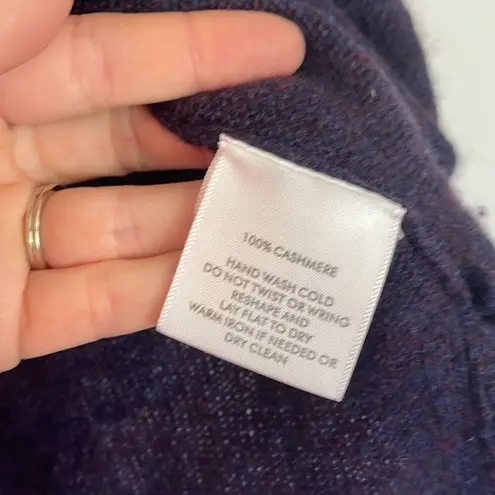 100% CASHMERE
HAND WASH COLD
DO NOT TWIST OR WRING
RESHAPE AND
LAY FLAT TO DRY
WARM IRON IF NEEDED OR
DRY CLEAN